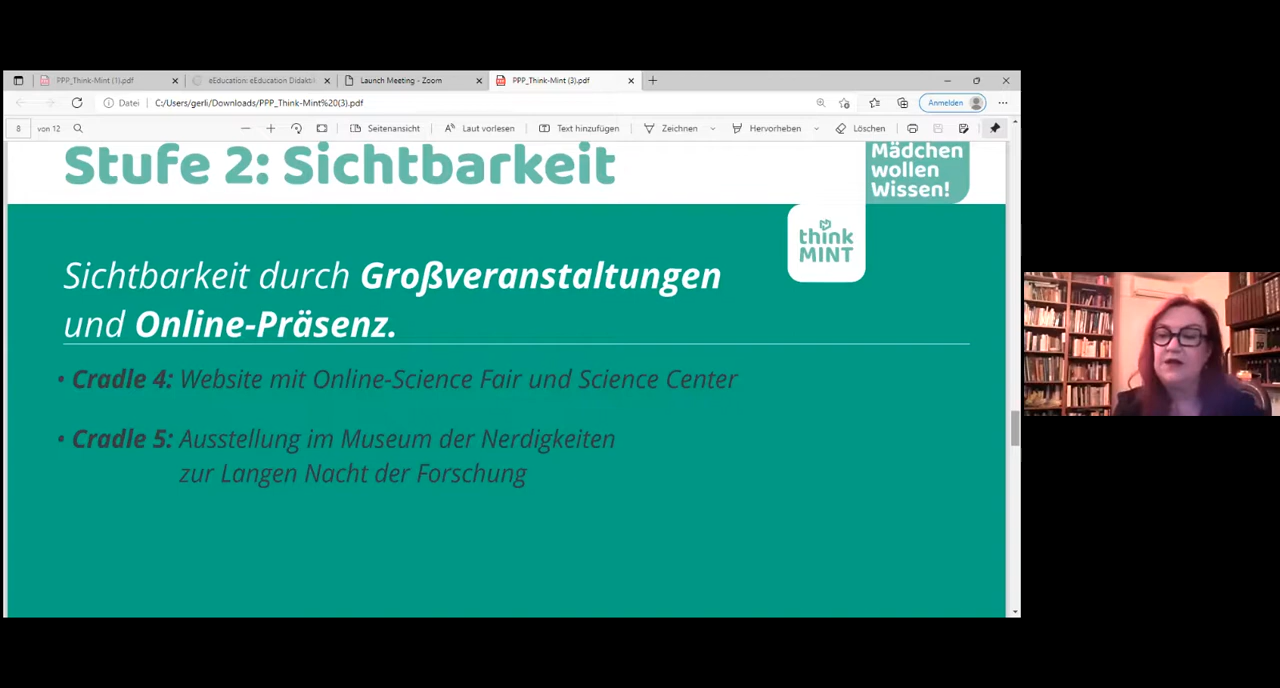 PPP_Think-Mint (1).pdf
eEducation: eEducation Didakti
Launch Meeting - Zoom
PPP_Think-Mint (3).pdf
Datei
C:/Users/gerli/Downloads/PPP_Think-Mint%20(3).pdf
Anmelden
8 von 12
Seitenansicht
Laut vorlesen
Text hinzufügen
Zeichnen
Hervorheben
Löschen
Stufe 2: Sichtbarkeit
Mädchen
wollen
Wissen!
think
MINT
Sichtbarkeit durch Großveranstaltungen
und Online-Präsenz.
• Cradle 4: Website mit Online-Science Fair und Science Center
• Cradle 5: Ausstellung im Museum der Nerdigkeiten
zur Langen Nacht der Forschung